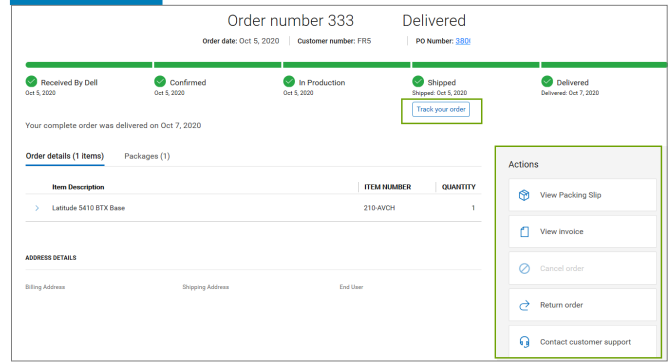 Order number 333 Delivered
Order date: Oct 5, 2020 Customer number: FR5 PO Number: 380
Received By Dell Confirmed In Production Shipped Delivered
Oct 5, 2020 Oct 5, 2020 Oct 5, 2020 Shipped: Oct 5, 2020 Delivered: Oct 7, 2020
Track your order
Your complete order was delivered on Oct 7, 2020
Order details (1 items) Packages (1)
Item Description ITEM NUMBER QUANTITY
Latitude 5410 BTX Base 210-AVCH 1
ADDRESS DETAILS
Billing Address Shipping Address End User
Actions
View Packing Slip
View invoice
Cancel order
Return order
Contact customer support